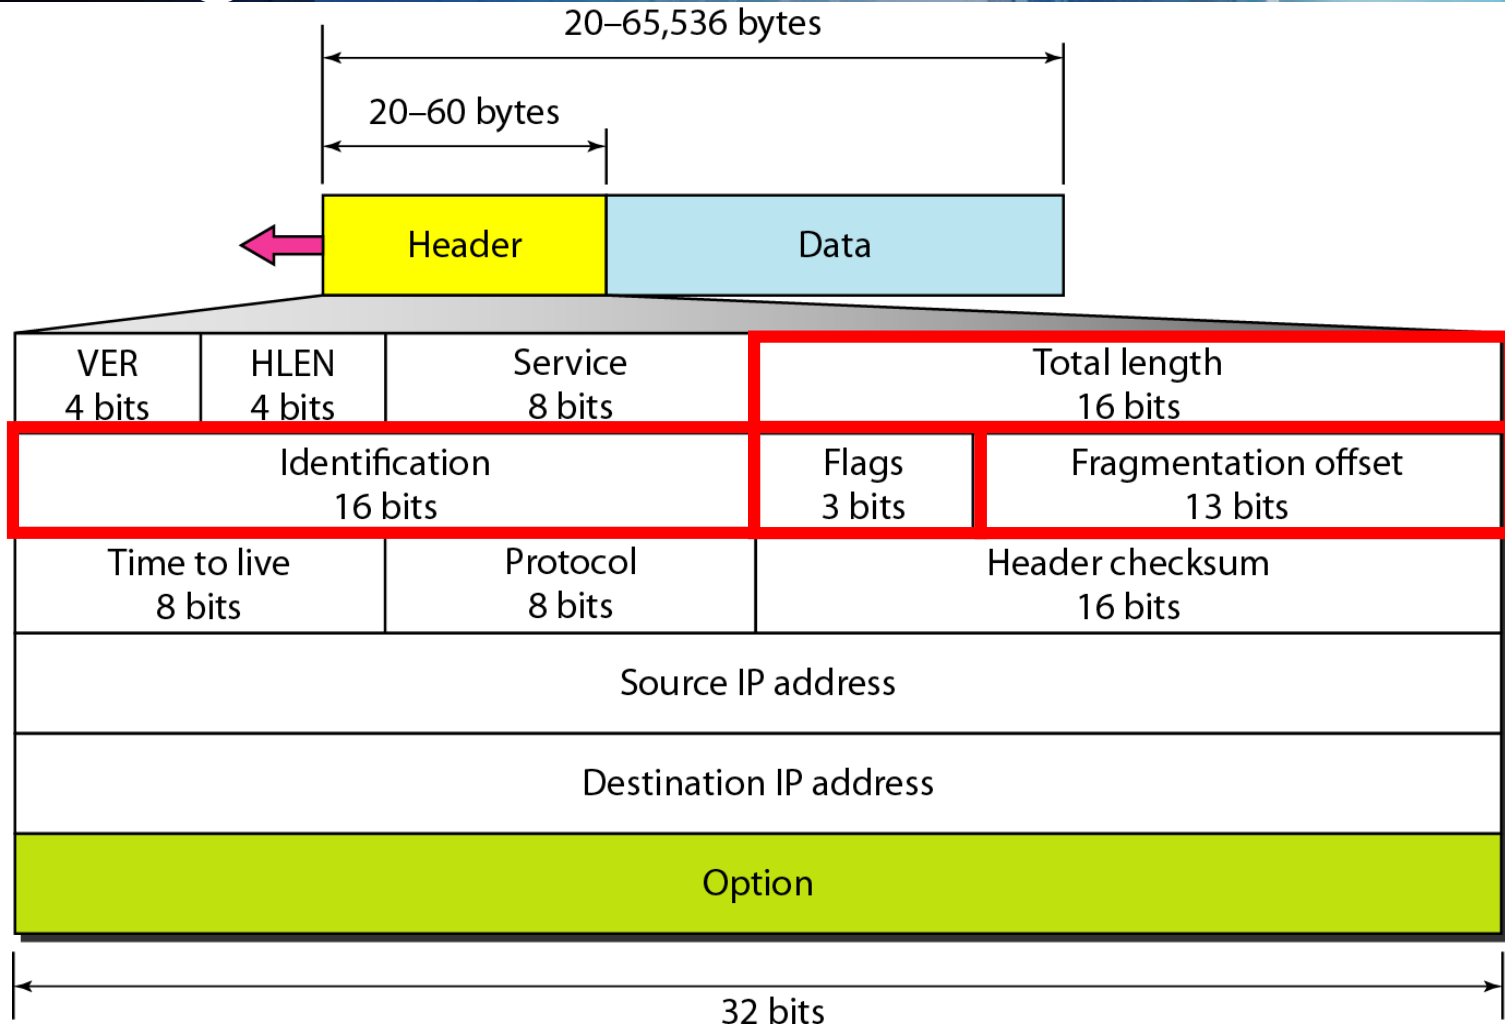 20–65,536 bytes
20–60 bytes
Header
Data
VER
4 bits
HLEN
4 bits
Service
8 bits
Total length
16 bits
Identification
16 bits
Flags
3 bits
Fragmentation offset
13 bits
Time to live
8 bits
Protocol
8 bits
Header checksum
16 bits
Source IP address
Destination IP address
Option
32 bits